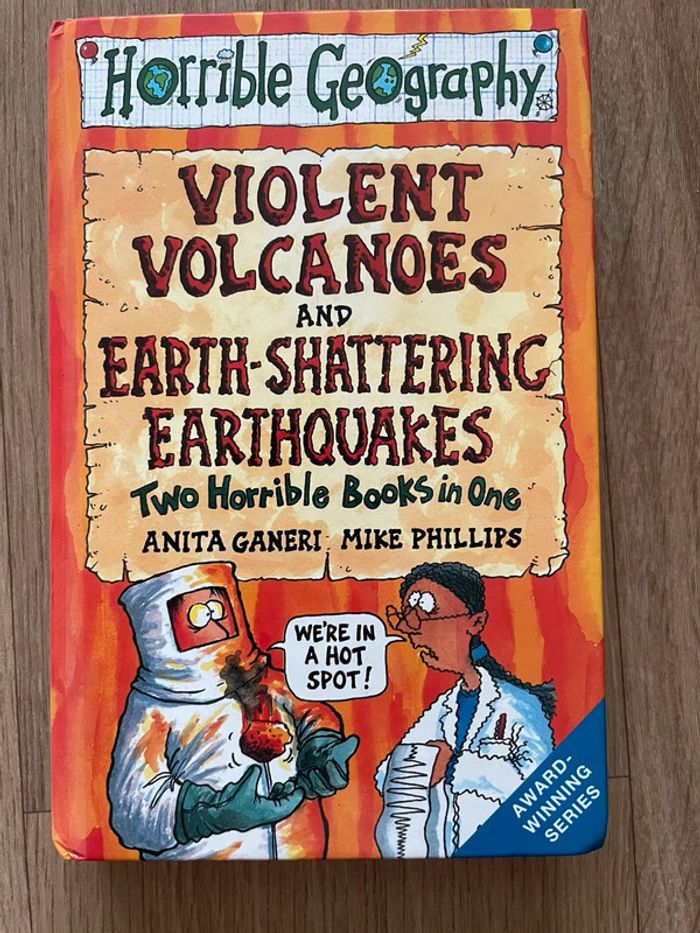 Horrible Geography
VIOLENT
VOLCANOES
AND
EARTH-SHATTERING
EARTHQUAKES
Two Horrible Books in One
ANITA GANERI MIKE PHILLIPS
WE'RE IN
A HOT
SPOT!
AWARD-
WINNING
SERIES